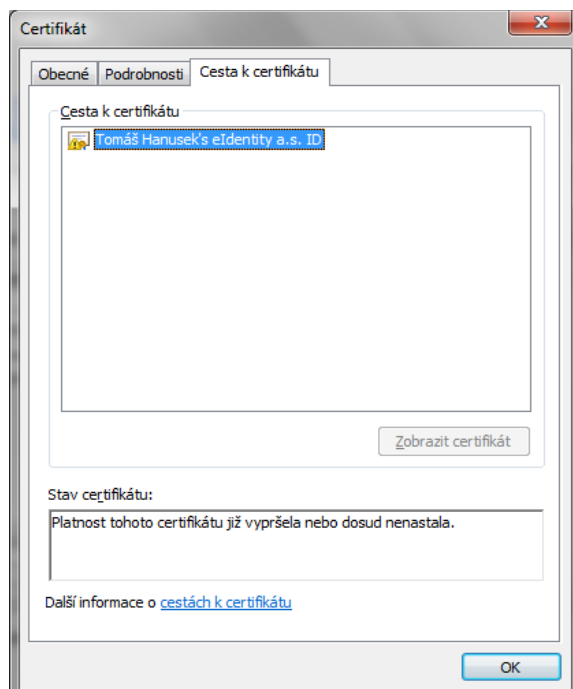 Certifikát
Obecné Podrobnosti Cesta k certifikátu
Cesta k certifikátu
Tomáš Hanusek's eIdentity a.s. ID
Zobrazit certifikát
Stav certifikátu:
Platnost tohoto certifikátu již vypršela nebo dosud nenastala.
Další informace o cestách k certifikátu
OK